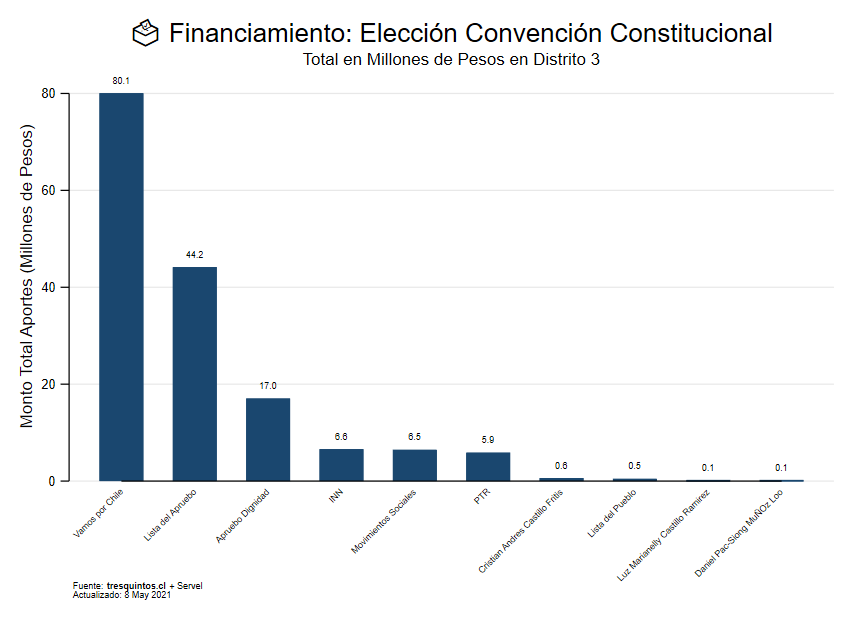 Financiamiento: Elección Convención Constitucional
Total en Millones de Pesos en Distrito 3
Monto Total Aportes (Millones de Pesos)
80
60
40
20
0
80.1
44.2
17.0
6.6
6.5
5.9
0.6
0.5
0.1
0.1
Vamos por Chile
Lista del Apruebo
Apruebo Dignidad
INN
Movimientos Sociales
PTR
Cristian Andres Castillo Fritis
Lista del Pueblo
Luz Marianelly Castillo Ramirez
Daniel Pac-Siong MuÑOz Loo
Fuente: tresquintos.cl + Servel
Actualizado: 8 May 2021